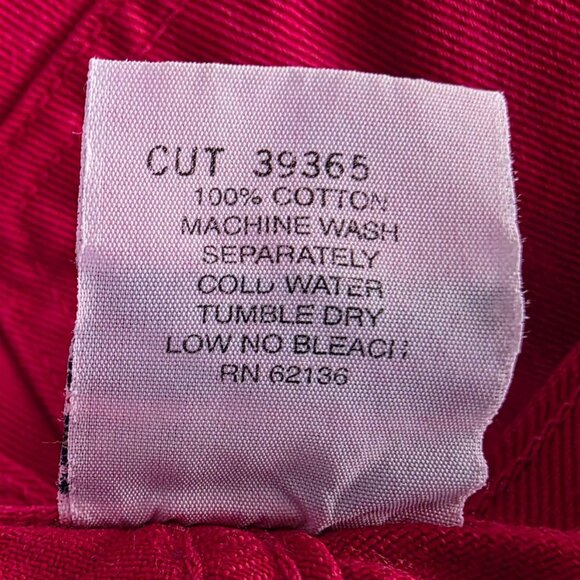 CUT 39365
100% COTTON
MACHINE WASH
SEPARATELY
COLD WATER
TUMBLE DRY
LOW NO BLEACH
RN 62136